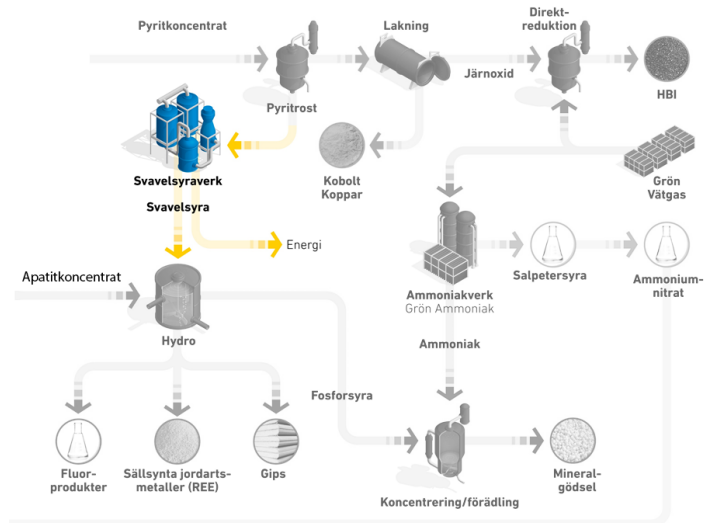 Pyritkoncentrat
Lakning
Direkt-
reduktion
Järnoxid
Pyritrost
HBI
Svavelsyraverk
Svavelsyra
Kobolt
Koppar
Grön
Vätgas
Energi
Apatitkoncentrat
Salpetersyra
Ammonium-
nitrat
Ammoniakverk
Grön Ammoniak
Hydro
Ammoniak
Fosforsyra
Fluor-
produkter
Sällsynta jordarts-
metaller (REE)
Gips
Koncentrering/förädling
Mineral-
gödsel